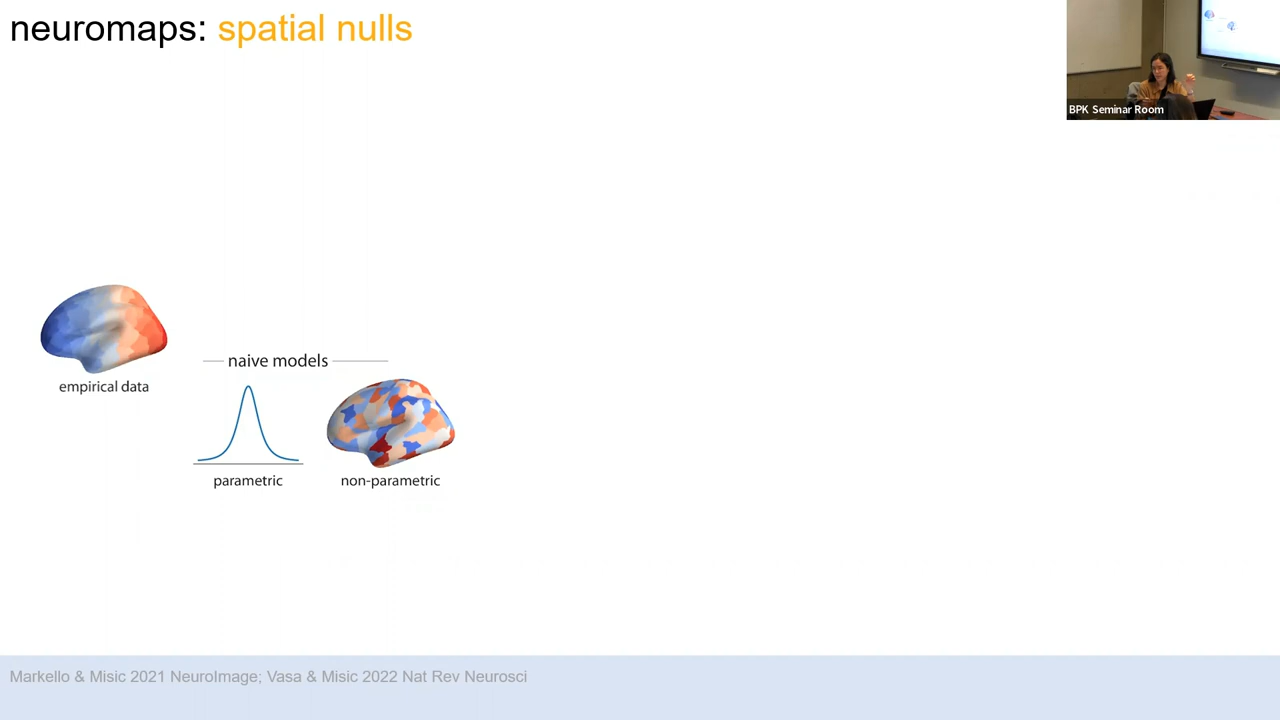 neuromaps: spatial nulls
BPK Seminar Room
naive models
empirical data
parametric
non-parametric
Markello & Misic 2021 NeuroImage; Vasa & Misic 2022 Nat Rev Neurosci